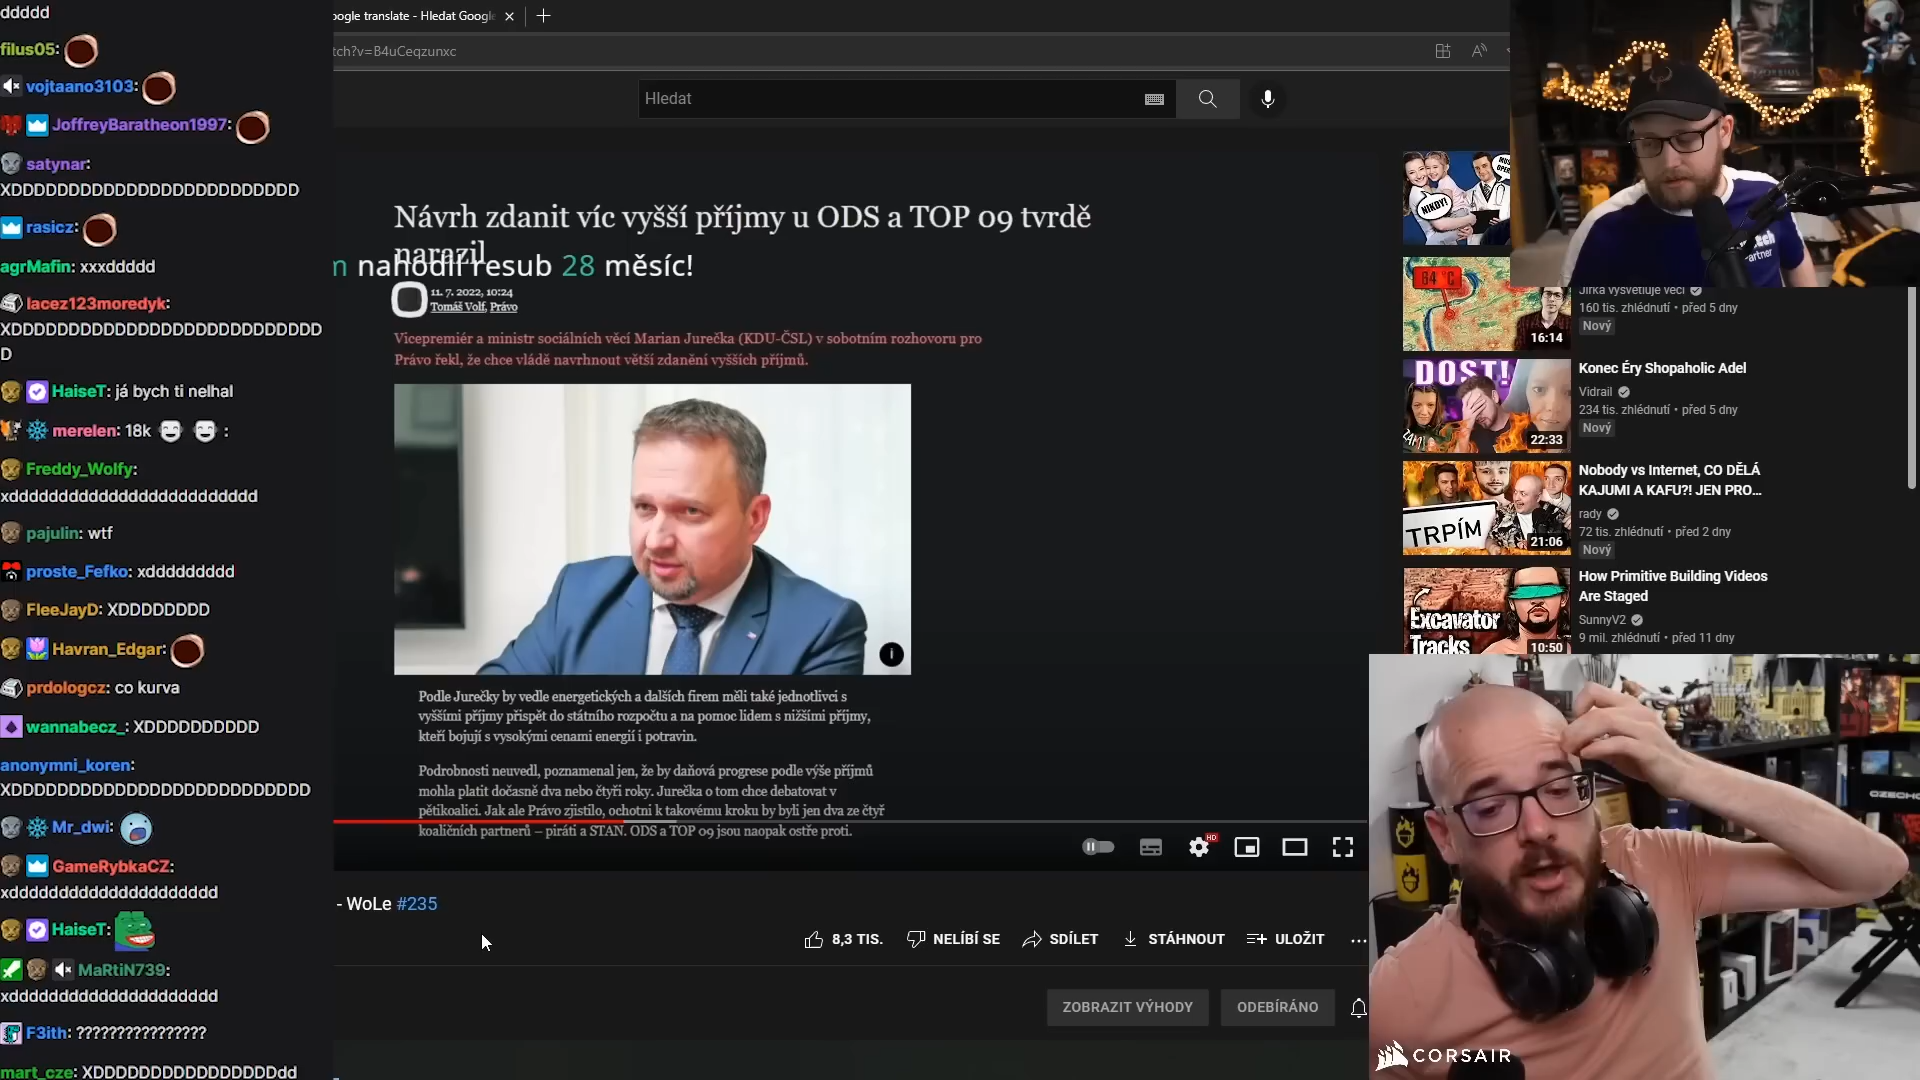 ddddd
filus05:
vojtaano3103:
JoffreyBaratheon1997:
satynar:
XDDDDDDDDDDDDDDDDDDDDDDDD
rasicz:
agrMafin: xxxddddd
lacez123moredyk:
XDDDDDDDDDDDDDDDDDDDDDDDDDD
D
HaiseT: já bych ti nelhal
merelen: 18k :
Freddy_Wolfy:
xdddddddddddddddddddddddd
pajulin: wtf
proste_Fefko: xddddddddd
FleeJayD: XDDDDDDDD
Havran_Edgar:
prdologcz: co kurva
wannabecz_: XDDDDDDDDDD
anonymni_koren:
XDDDDDDDDDDDDDDDDDDDDDDDDD
Mr_dwi:
GameRybkaCZ:
xdddddddddddddddddddd
HaiseT:
MaRtiN739:
xdddddddddddddddddddd
F3ith: ????????????????
mart_cze: XDDDDDDDDDDDDDDDDdd
oogle translate - Hledat Google
tch?v=B4uCeqzunxc
Hledat
Návrh zdanit víc vyšší příjmy u ODS a TOP 09 tvrdě
narazil
nahodil resub 28 měsíc!
11. 7. 2022, 10:24
Tomáš Volf, Právo
Vicepremiér a ministr sociálních věcí Marian Jurečka (KDU-ČSL) v sobotním rozhovoru pro
Právo řekl, že chce vládě navrhnout větší zdanění vyšších příjmů.
Podle Jurečky by vedle energetických a dalších firem měli také jednotlivci s
vyššími příjmy přispět do státního rozpočtu a na pomoc lidem s nižšími příjmy,
kteří bojují s vysokými cenami energií i potravin.
Podrobnosti neuvedl, poznamenal jen, že by daňová progrese podle výše příjmů
mohla platit dočasně dva nebo čtyři roky. Jurečka o tom chce debatovat v
pětikoalici. Jak ale Právo zjistilo, ochotni k takovému kroku by byli jen dva ze čtyř
koaličních partnerů – piráti a STAN. ODS a TOP 09 jsou naopak ostře proti.
HD
- WoLe #235
8,3 TIS.
NELÍBÍ SE
SDÍLET
STÁHNOUT
ULOŽIT
ZOBRAZIT VÝHODY
ODEBÍRÁNO
NIKDY!
84 °C
16:14
Jirka vysvětluje věci
160 tis. zhlédnutí • před 5 dny
Nový
DOST!
22:33
Konec Éry Shopaholic Adel
Vidrail
234 tis. zhlédnutí • před 5 dny
Nový
TRPÍM
21:06
Nobody vs Internet, CO DĚLÁ
KAJUMI A KAFU?! JEN PRO...
rady
72 tis. zhlédnutí • před 2 dny
Nový
Excavator
Tracks
10:50
How Primitive Building Videos
Are Staged
SunnyV2
9 mil. zhlédnutí • před 11 dny
CORSAIR